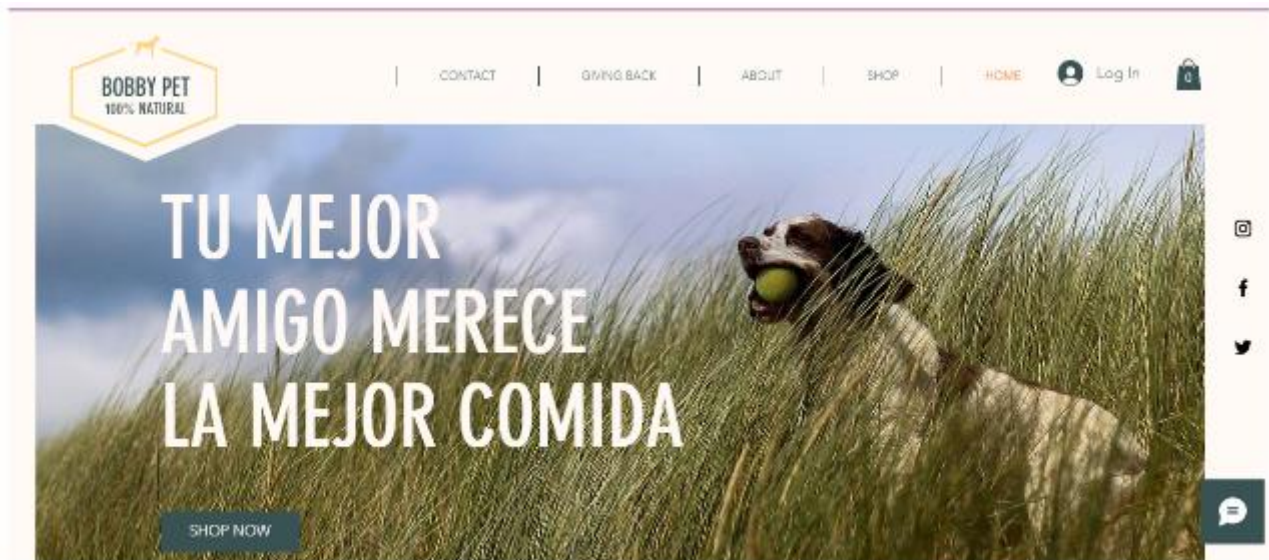 BOBBY PET
100% NATURAL
CONTACT
GIVING BACK
ABOUT
SHOP
HOME
Log In
0
TU MEJOR
AMIGO MERECE
LA MEJOR COMIDA
SHOP NOW